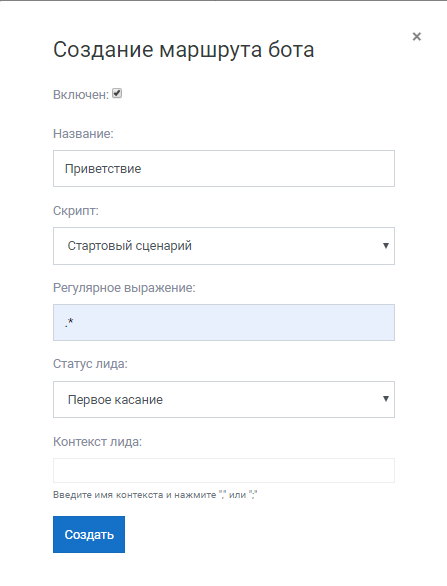 ×
Создание маршрута бота
Включен:
Название:
Приветствие
Скрипт:
Стартовый сценарий
Регулярное выражение:
.*
Статус лида:
Первое касание
Контекст лида:
Введите имя контекста и нажмите "," или ";"
Создать